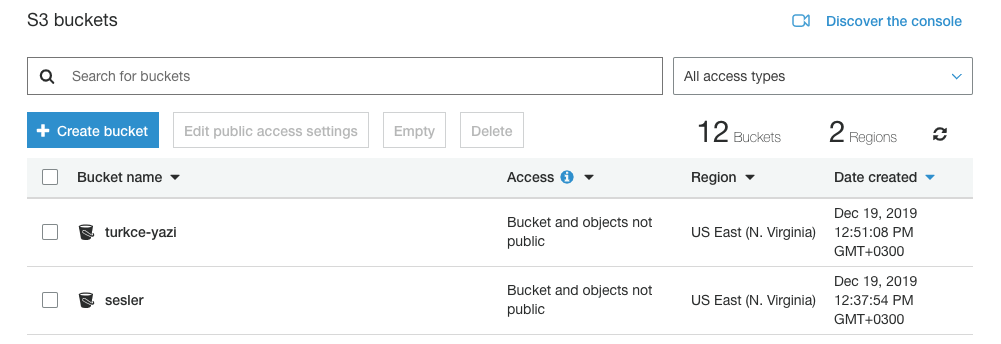 S3 buckets
Discover the console
Search for buckets
All access types
Create bucket
Edit public access settings
Empty
Delete
12 Buckets
2 Regions
Bucket name
Access
Region
Date created
turkce-yazi
Bucket and objects not
public
US East (N. Virginia)
Dec 19, 2019
12:51:08 PM
GMT+0300
sesler
Bucket and objects not
public
US East (N. Virginia)
Dec 19, 2019
12:37:54 PM
GMT+0300